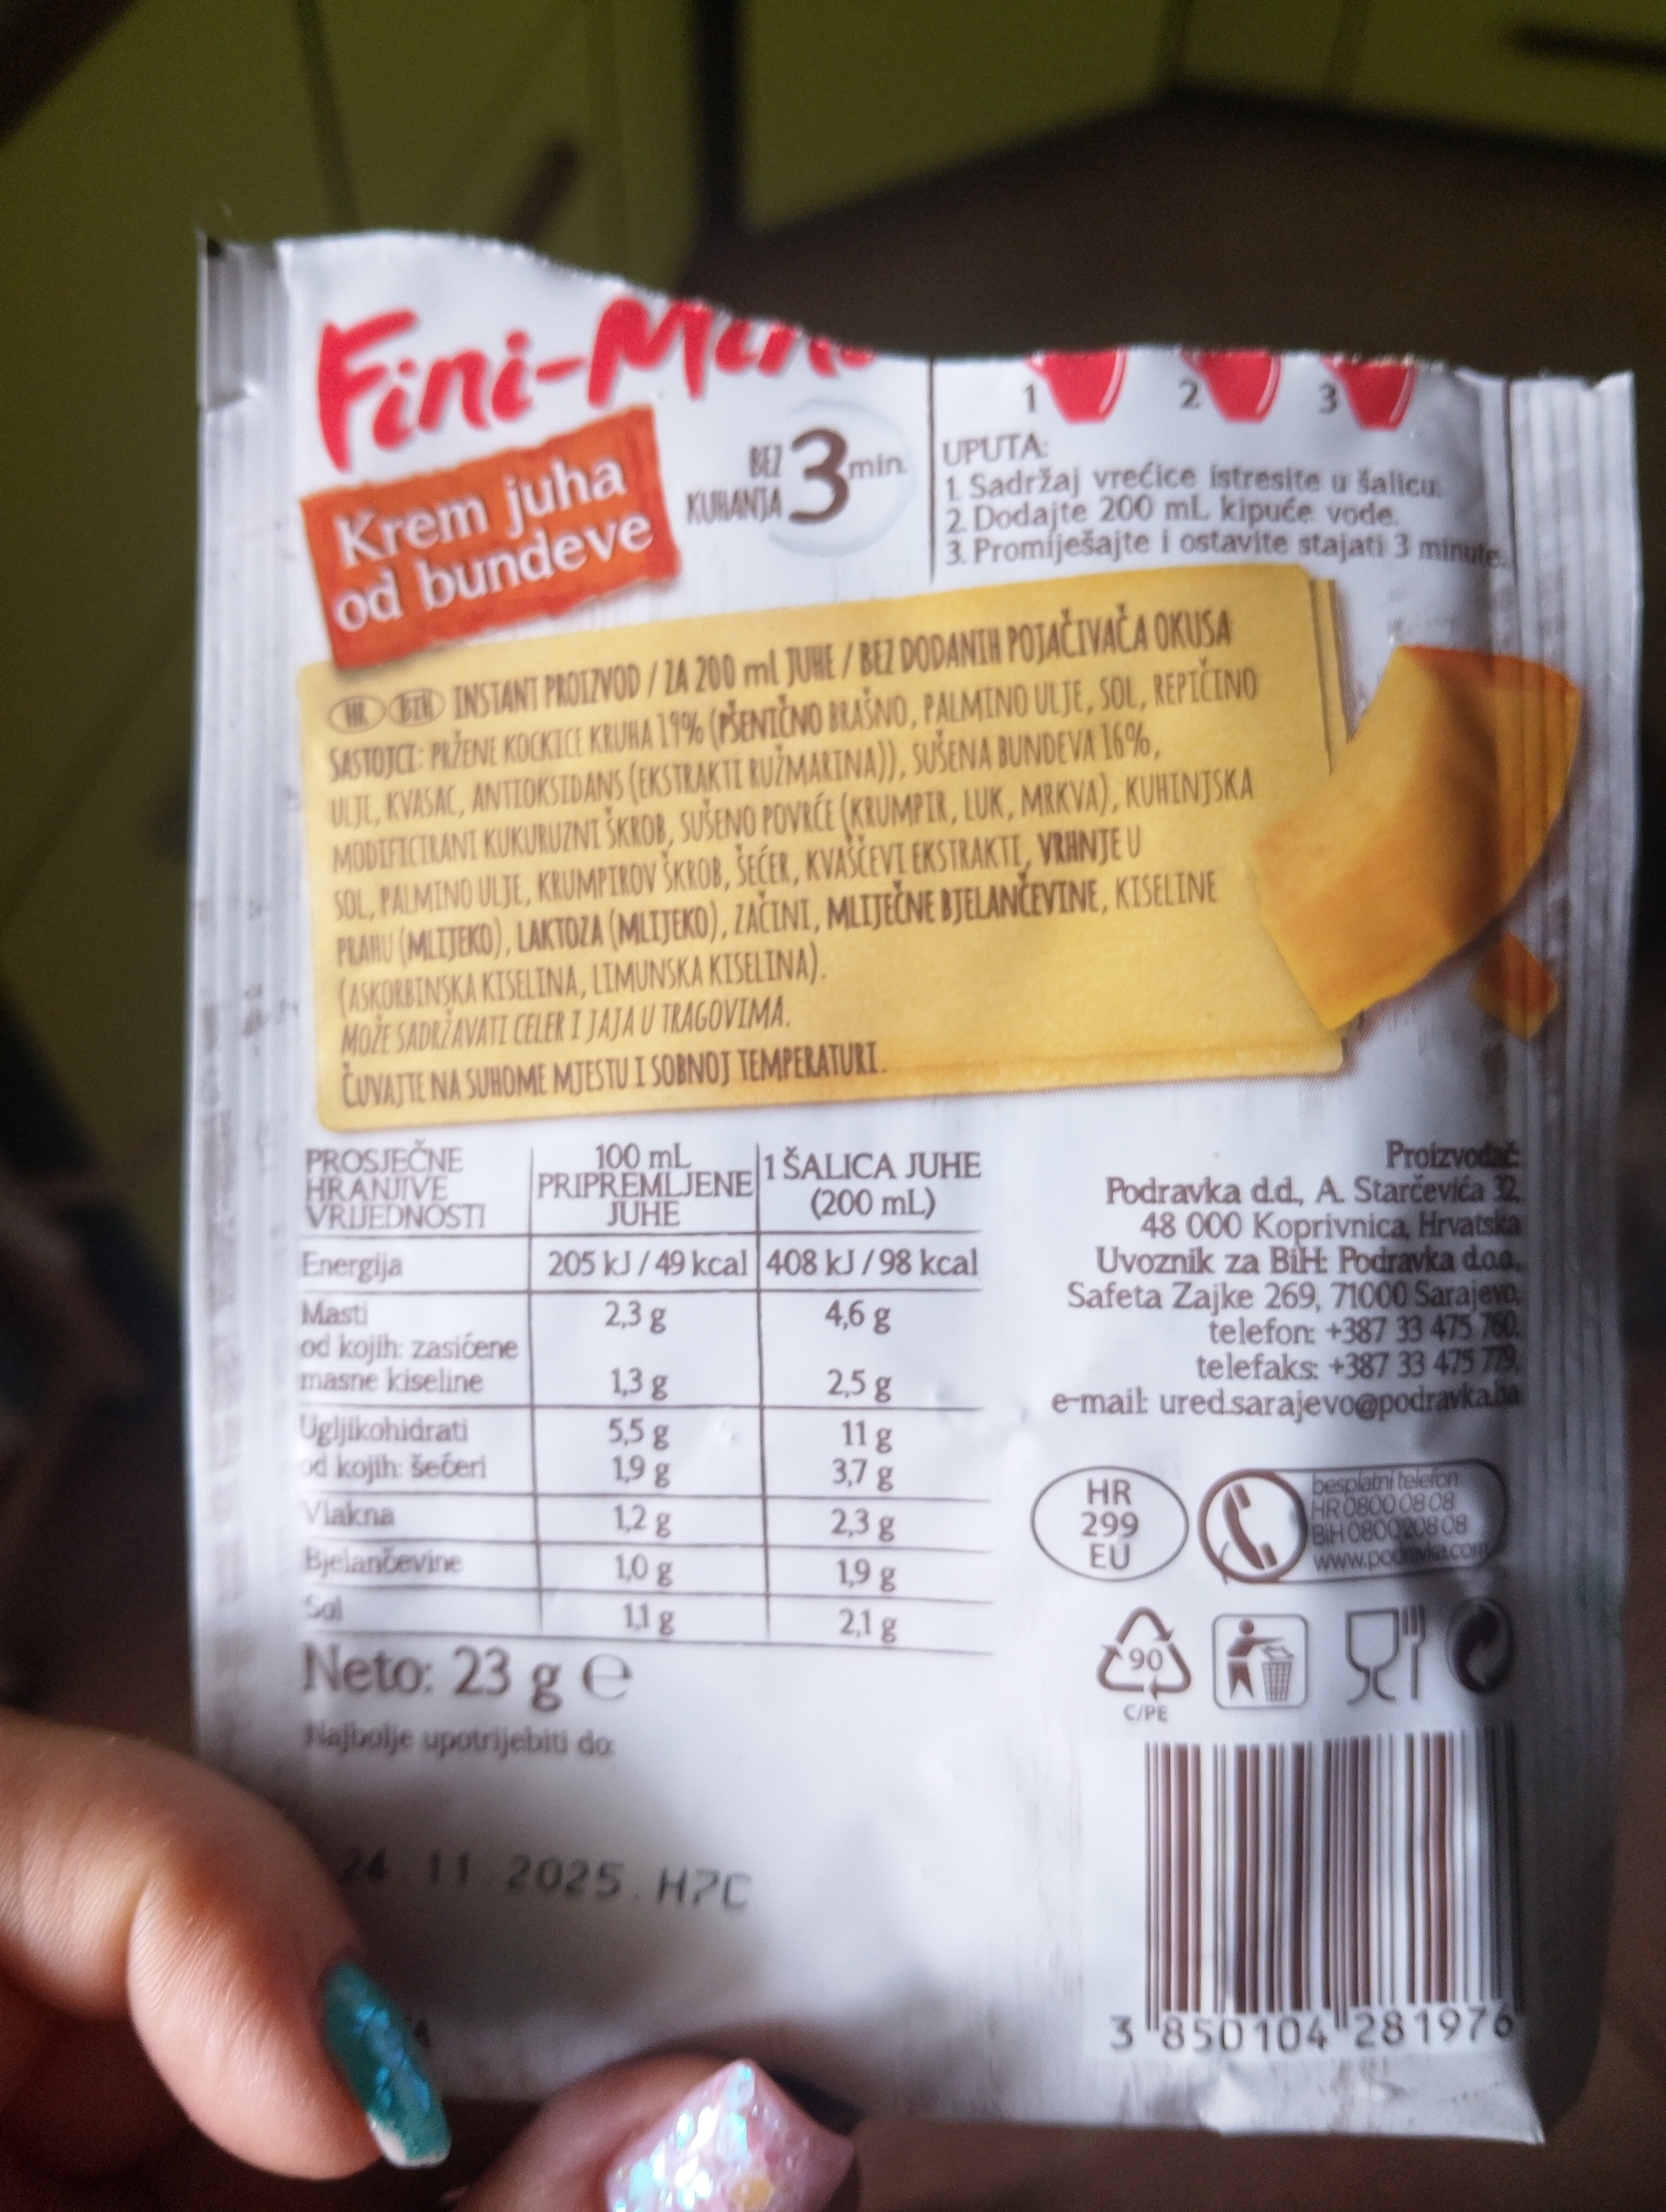 Fini-Mini
Krem juha
od bundeve
BEZ
KUHANJA
3 min.
1 2 3
UPUTA:
1. Sadržaj vrećice istresite u šalicu.
2. Dodajte 200 mL kipuće vode.
3. Promiješajte i ostavite stajati 3 minute.
HR BIH INSTANT PROIZVOD / ZA 200 ml JUHE / BEZ DODANIH POJAČIVAČA OKUSA
SASTOJCI: PRŽENE KOCKICE KRUHA 19% (PŠENIČNO BRAŠNO, PALMINO ULJE, SOL, REPIČINO
ULJE, KVASAC, ANTIOKSIDANS (EKSTRAKTI RUŽMARINA)), SUŠENA BUNDEVA 16%,
MODIFICIRANI KUKURUZNI ŠKROB, SUŠENO POVRĆE (KRUMPIR, LUK, MRKVA), KUHINJSKA
SOL, PALMINO ULJE, KRUMPIROV ŠKROB, ŠEĆER, KVAŠČEVI EKSTRAKTI, VRHNJE U
PRAHU (MLIJEKO), LAKTOZA (MLIJEKO), ZAČINI, MLIJEČNE BJELANČEVINE, KISELINE
(ASKORBINSKA KISELINA, LIMUNSKA KISELINA).
MOŽE SADRŽAVATI CELER I JAJA U TRAGOVIMA.
ČUVAJTE NA SUHOME MJESTU I SOBNOJ TEMPERATURI.
PROSJEČNE
HRANJIVE
VRIJEDNOSTI
100 mL
PRIPREMLJENE
JUHE
1 ŠALICA JUHE
(200 mL)
Energija 205 kJ / 49 kcal 408 kJ / 98 kcal
Masti 2,3 g 4,6 g
od kojih: zasićene
masne kiseline 1,3 g 2,5 g
Ugljikohidrati 5,5 g 11 g
od kojih: šećeri 1,9 g 3,7 g
Vlakna 1,2 g 2,3 g
Bjelančevine 1,0 g 1,9 g
Sol 1,1 g 2,1 g
Neto: 23 g e
Najbolje upotrijebiti do:
24.11 2025. H7C
Proizvođač:
Podravka d.d., A. Starčevića 32,
48 000 Koprivnica, Hrvatska
Uvoznik za BiH: Podravka d.o.o.,
Safeta Zajke 269, 71000 Sarajevo,
telefon: +387 33 475 760,
telefaks: +387 33 475 779,
e-mail: ured.sarajevo@podravka.ba
HR
299
EU
besplatni telefon
HR 0800 08 08
BiH 0800 208 08
www.podravka.com
90
C/PE
3 850104 281976